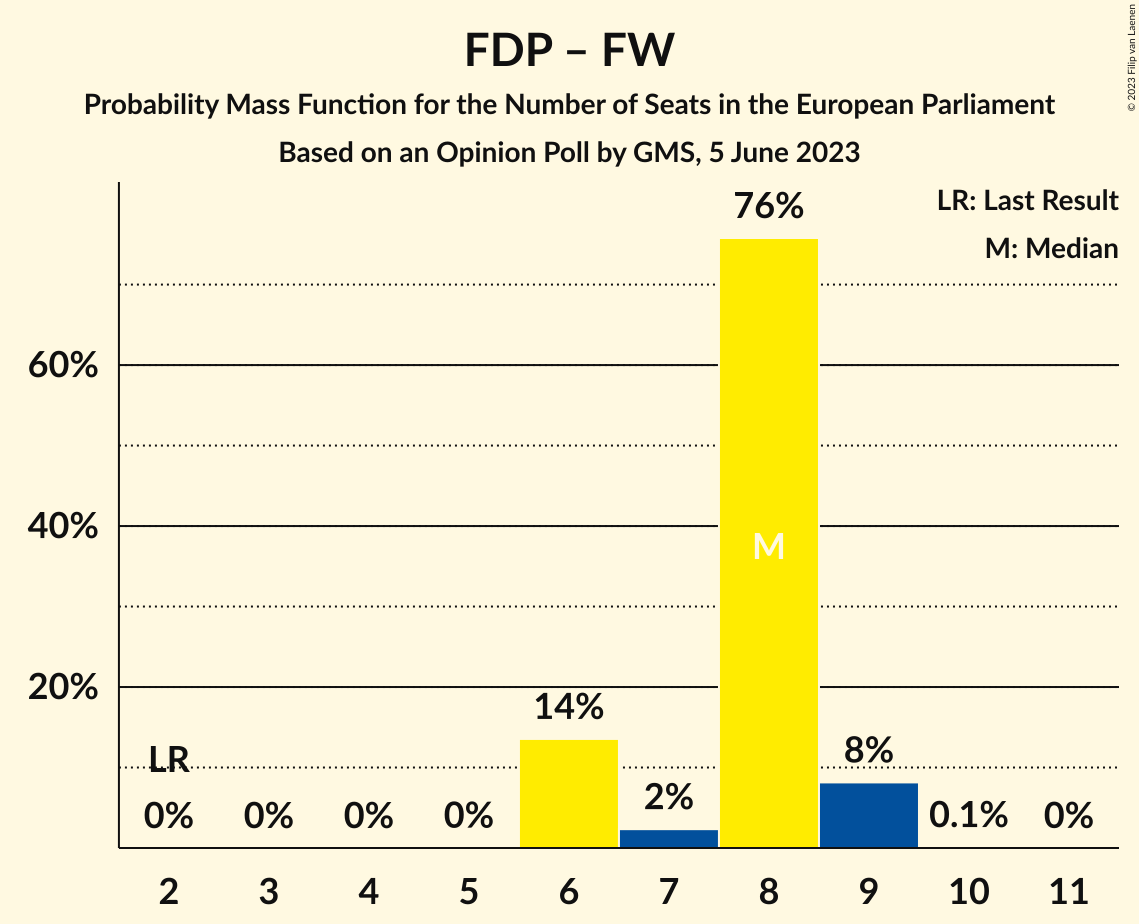 FDP – FW
Probability Mass Function for the Number of Seats in the European Parliament
Based on an Opinion Poll by GMS, 5 June 2023
© 2023 Filip van Laenen
LR: Last Result
M: Median
76%
60%
40%
M
20%
14%
LR
8%
2%
0% 0% 0% 0% 0.1% 0%
2 3 4 5 6 7 8 9 10 11